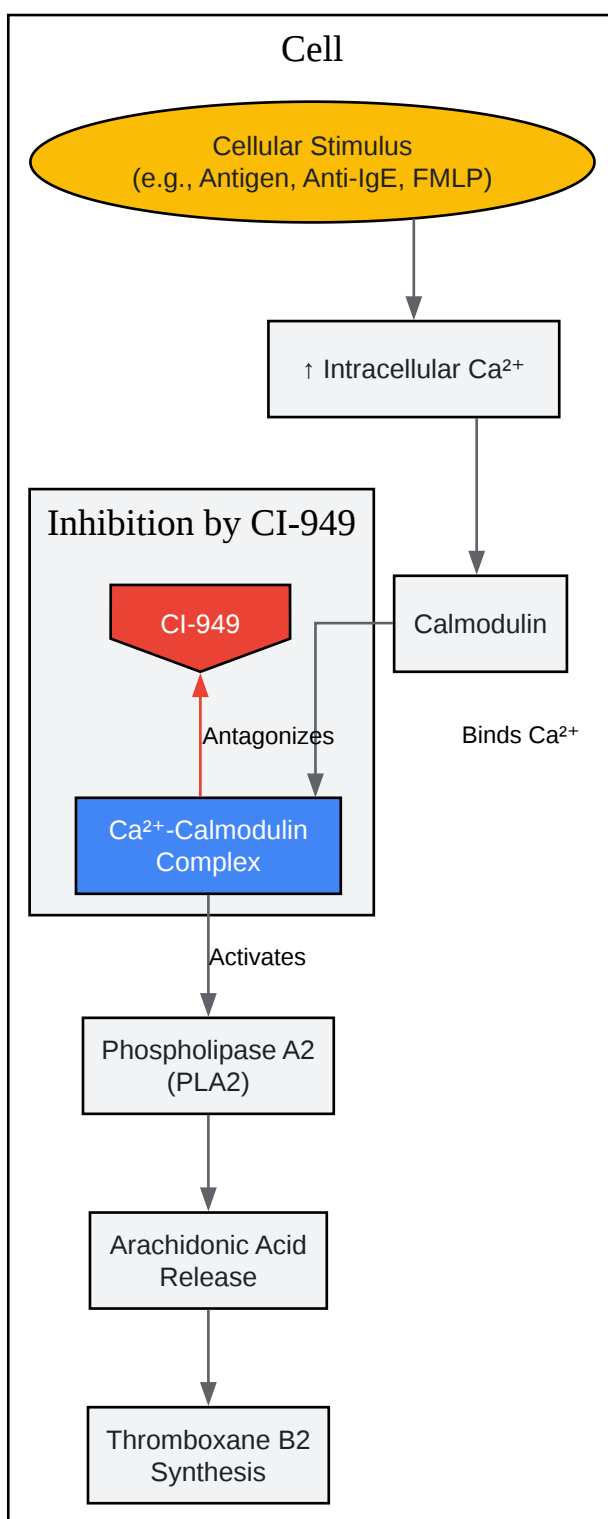 Cell
Cellular Stimulus
(e.g., Antigen, Anti-IgE, FMLP)
↑ Intracellular Ca²⁺
Inhibition by CI-949
CI-949
Calmodulin
Antagonizes
Binds Ca²⁺
Ca²⁺-Calmodulin
Complex
Activates
Phospholipase A2
(PLA2)
Arachidonic Acid
Release
Thromboxane B2
Synthesis